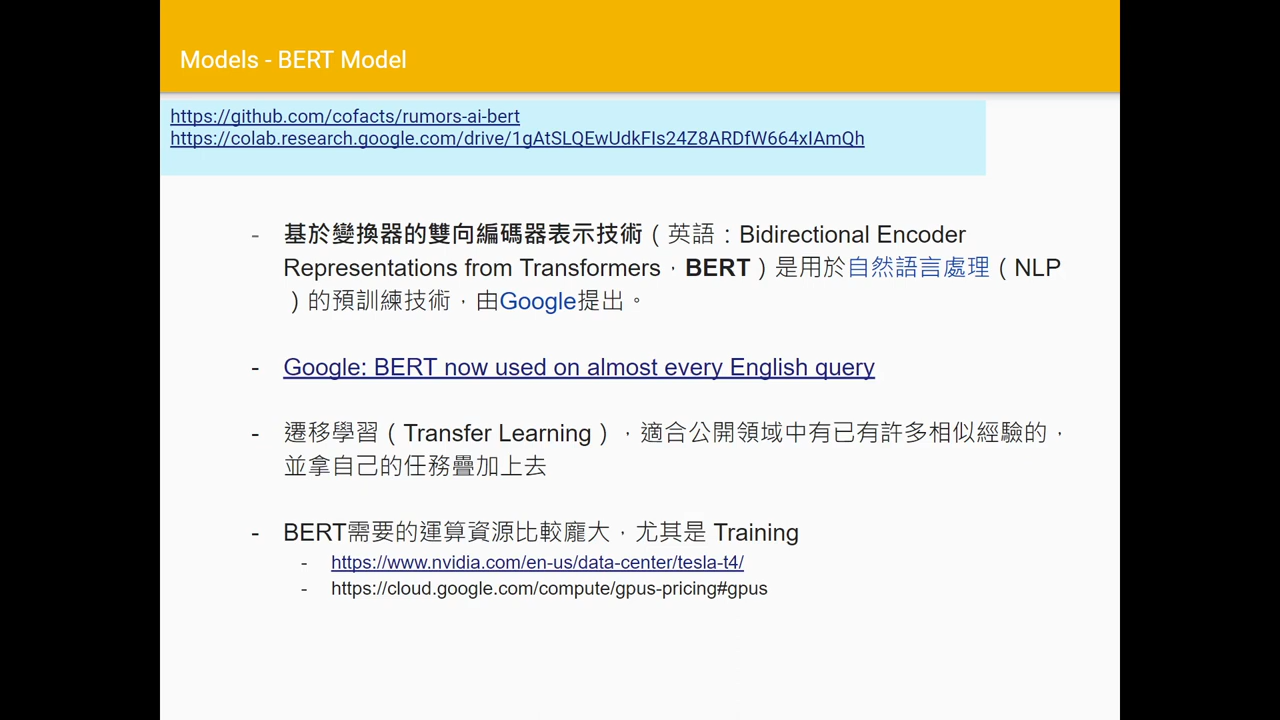 Models - BERT Model
https://github.com/cofacts/rumors-ai-bert
https://colab.research.google.com/drive/1gAtSLQEwUdkFIs24Z8ARDfW664xIAmQh
- 基於變換器的雙向編碼器表示技術（英語：Bidirectional Encoder
Representations from Transformers，BERT）是用於自然語言處理（NLP
）的預訓練技術，由Google提出。
- Google: BERT now used on almost every English query
- 遷移學習（Transfer Learning），適合公開領域中有已有許多相似經驗的，
並拿自己的任務疊加上去
- BERT需要的運算資源比較龐大，尤其是 Training
- https://www.nvidia.com/en-us/data-center/tesla-t4/
- https://cloud.google.com/compute/gpus-pricing#gpus